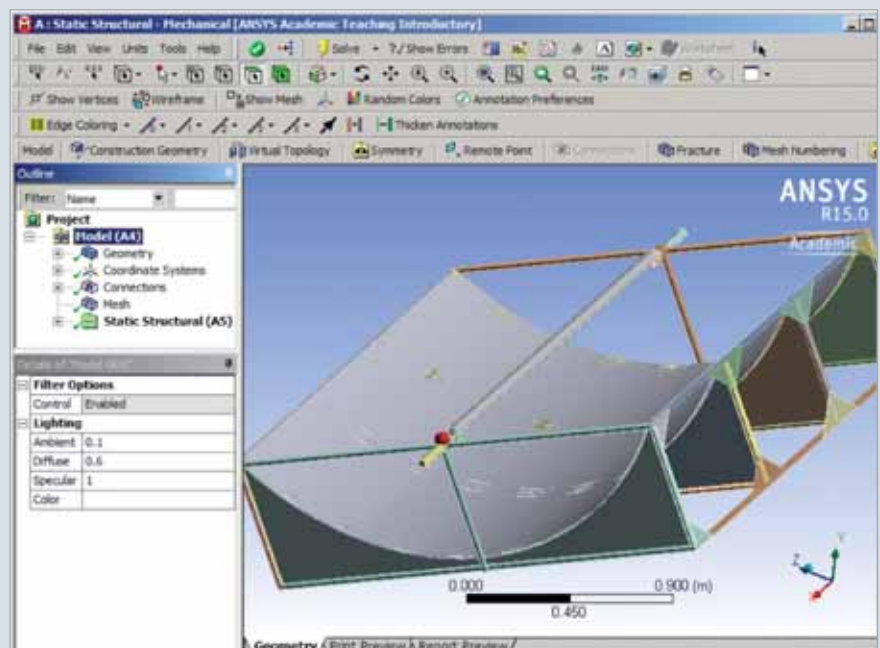 A : Static Structural - Mechanical [ANSYS Academic Teaching Introductory]
File Edit View Units Tools Help Solve ?/ Show Errors Worksheet
Show Vertices Wireframe Show Mesh Random Colors Annotation Preferences
Edge Coloring Thicken Annotations
Model Construction Geometry Virtual Topology Symmetry Remote Point Connections Fracture Mesh Numbering
Outline
Filter: Name
Project
Model (A4)
Geometry
Coordinate Systems
Connections
Mesh
Static Structural (A5)
Details of "Model (A4)"
Filter Options
Control Enabled
Lighting
Ambient 0.1
Diffuse 0.6
Specular 1
Color
ANSYS
R15.0
Academic
0.000 0.900 (m)
0.450
Y
Z
X
Geometry Print Preview Report Preview